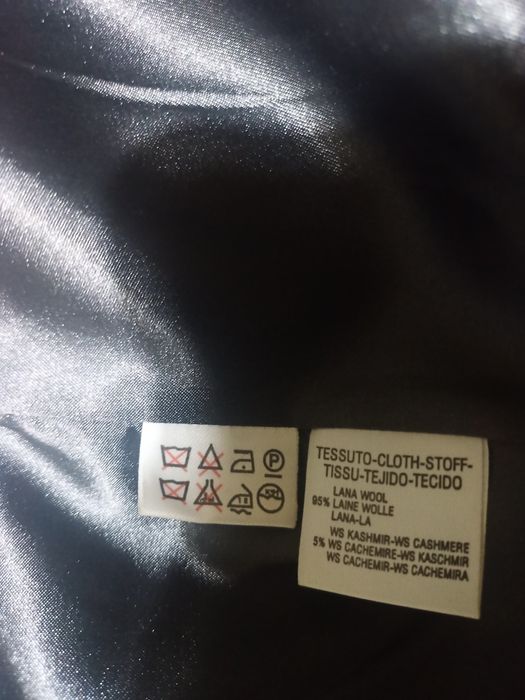 P
TESSUTO-CLOTH-STOFF-
TISSU-TEJIDO-TECIDO
LANA WOOL
95% LAINE WOLLE
LANA-LA
WS KASHMIR-WS CASHMERE
5% WS CACHEMIRE-WS KASCHMIR
WS CACHEMIR-WS CACHEMIRA